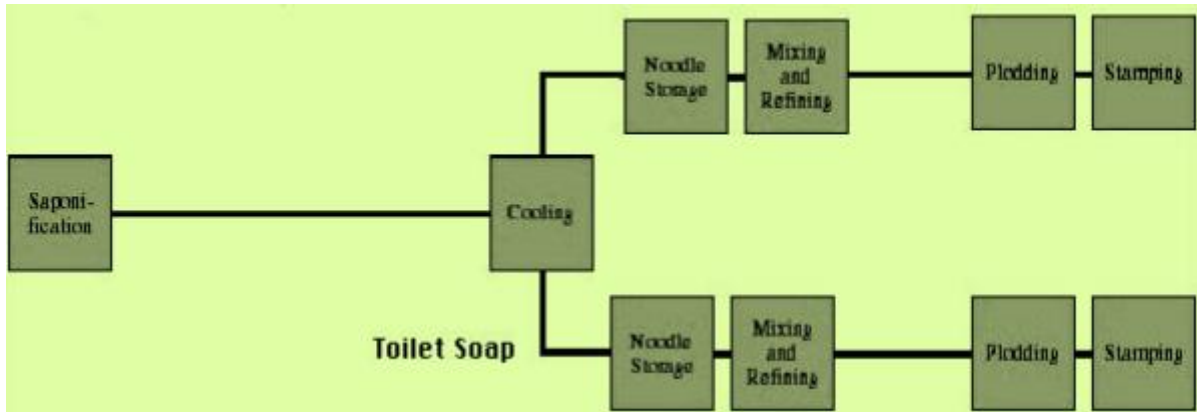 Saponi-
fication
Cooling
Noodle
Storage
Mixing
and
Refining
Plodding
Stamping
Toilet Soap
Noodle
Storage
Mixing
and
Refining
Plodding
Stamping